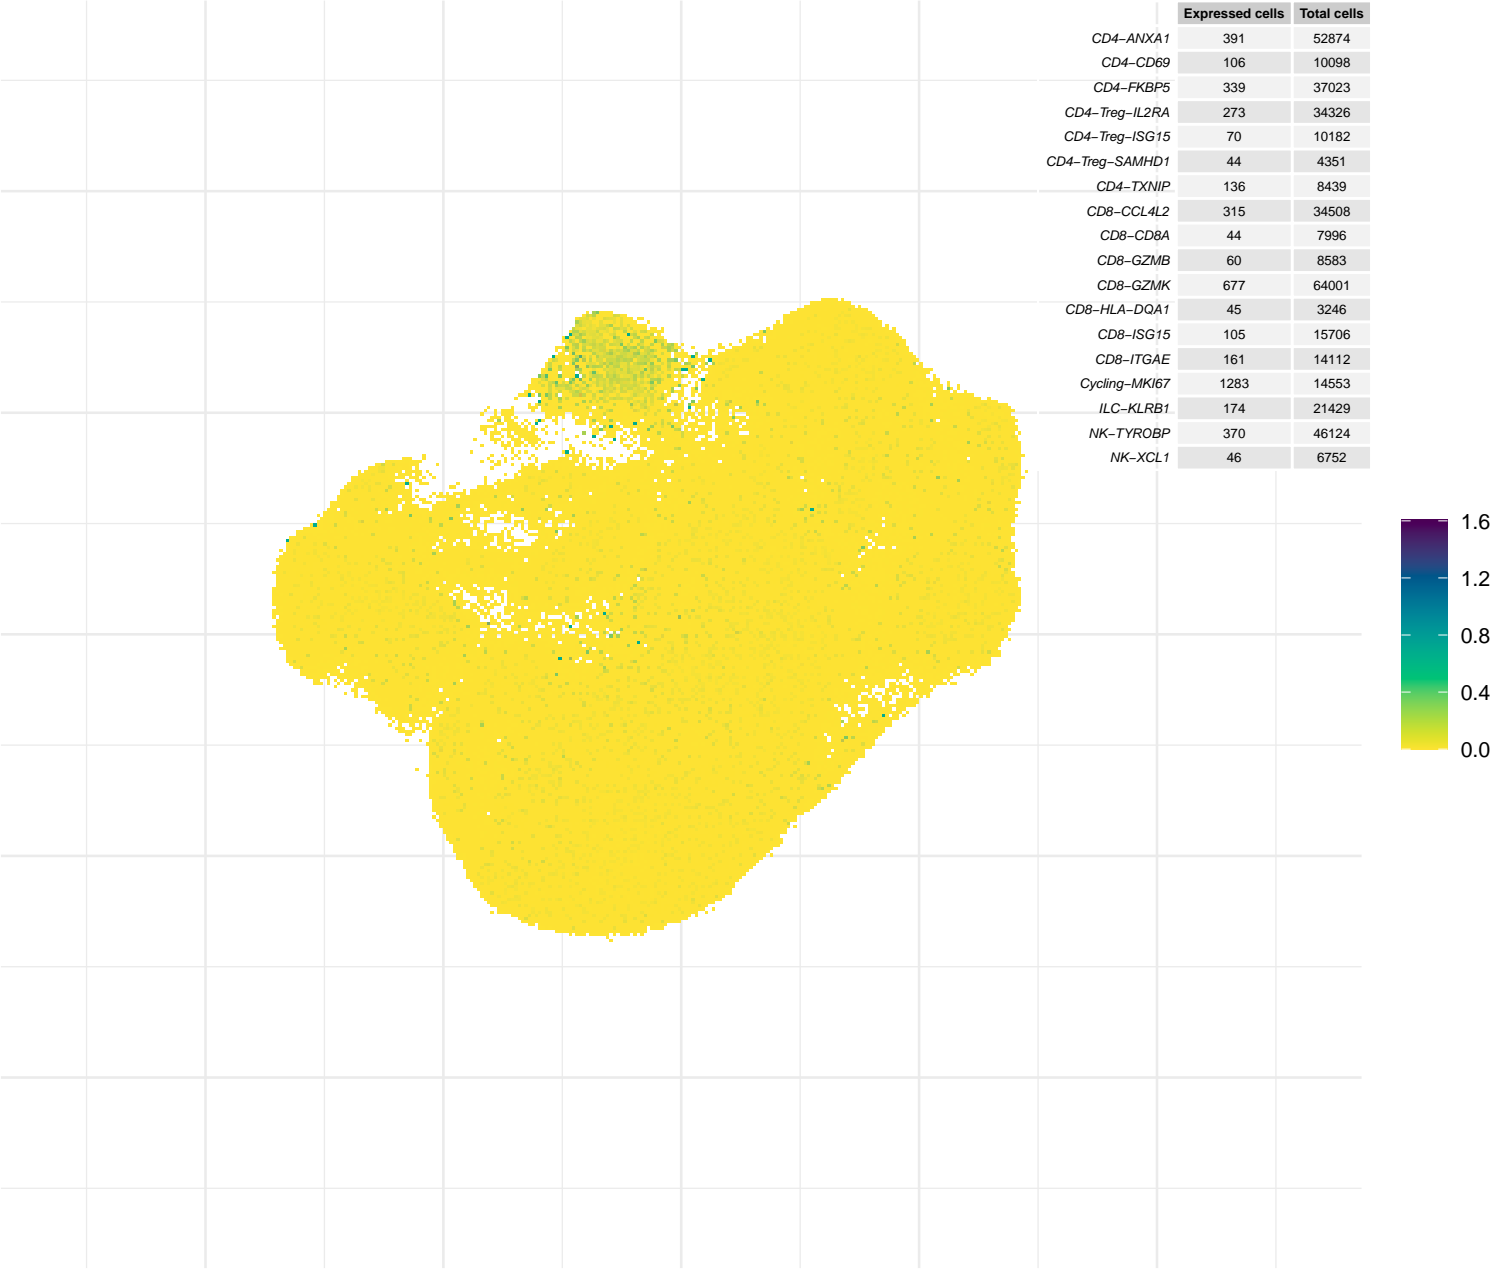 Expressed cells Total cells
CD4−ANXA1 391 52874
CD4−CD69 106 10098
CD4−FKBP5 339 37023
CD4−Treg−IL2RA 273 34326
CD4−Treg−ISG15 70 10182
CD4−Treg−SAMHD1 44 4351
CD4−TXNIP 136 8439
CD8−CCL4L2 315 34508
CD8−CD8A 44 7996
CD8−GZMB 60 8583
CD8−GZMK 677 64001
CD8−HLA−DQA1 45 3246
CD8−ISG15 105 15706
CD8−ITGAE 161 14112
Cycling−MKI67 1283 14553
ILC−KLRB1 174 21429
NK−TYROBP 370 46124
NK−XCL1 46 6752
1.6
1.2
0.8
0.4
0.0